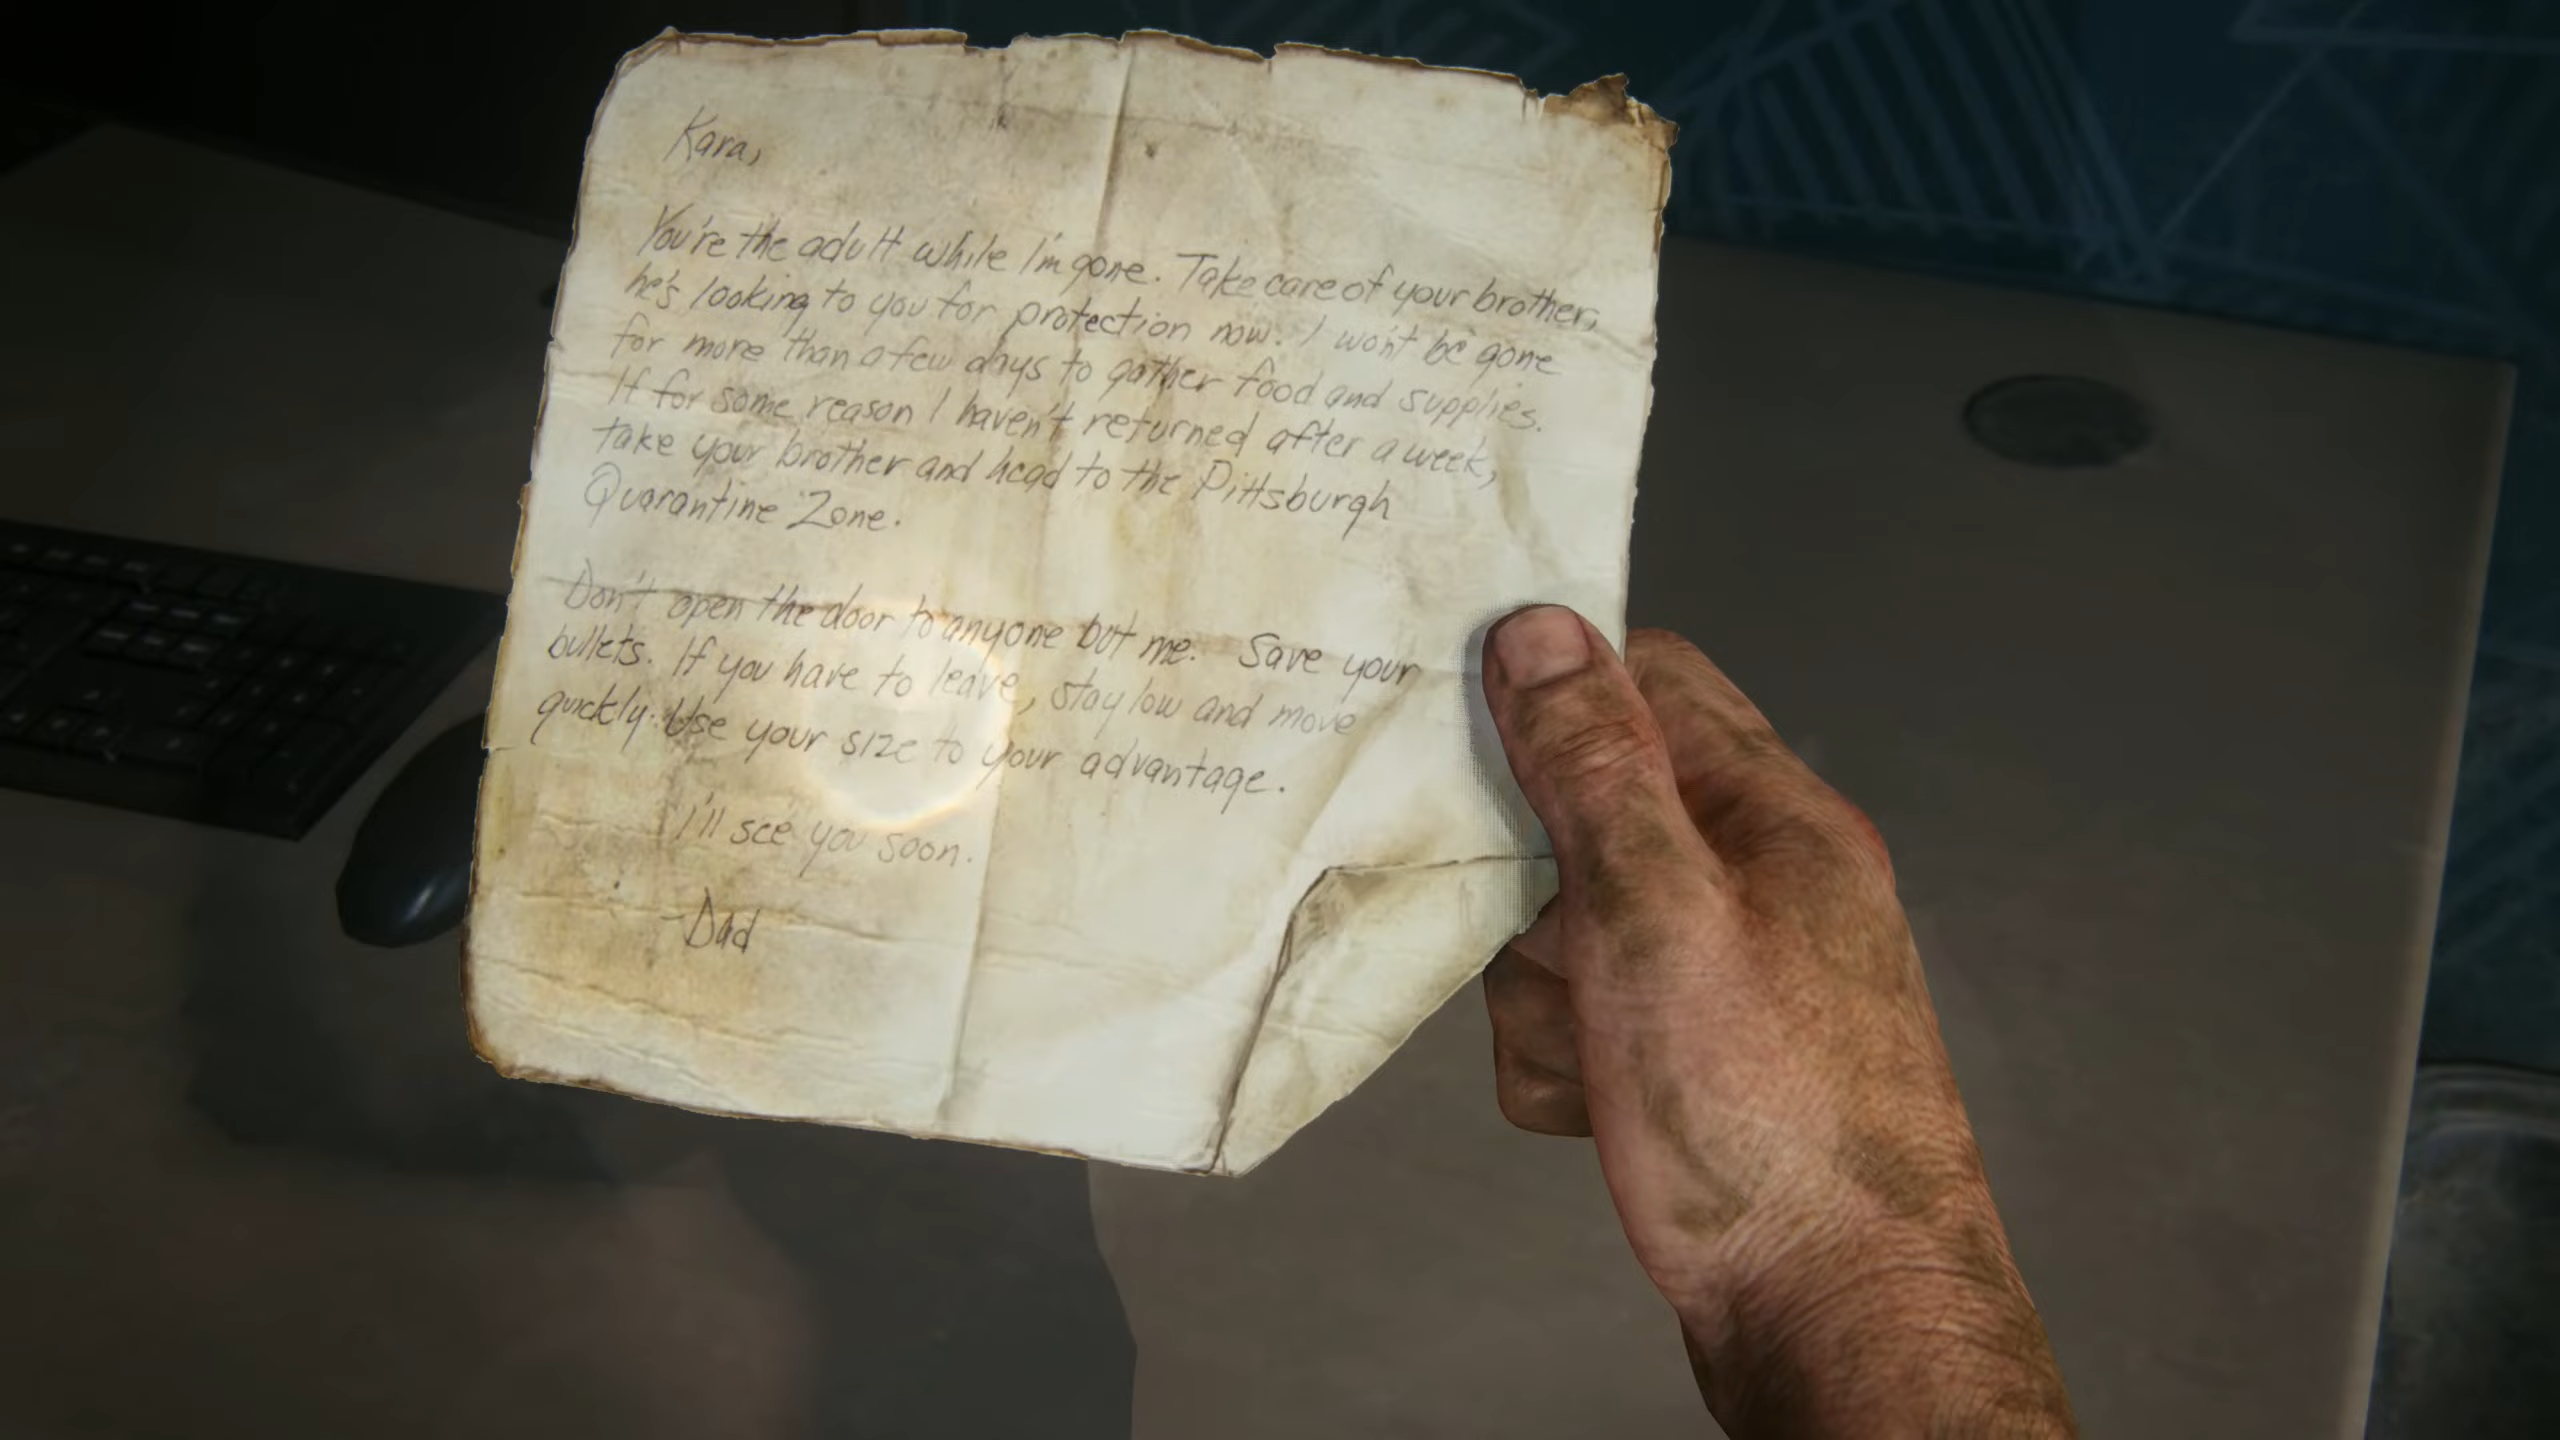 Kara,
You're the adult while I'm gone. Take care of your brother,
he's looking to you for protection now. I won't be gone
for more than a few days to gather food and supplies.
If for some reason I haven't returned after a week,
take your brother and head to the Pittsburgh
Quarantine Zone.
Don't open the door to anyone but me. Save your
bullets. If you have to leave, stay low and move
quickly. Use your size to your advantage.
I'll see you soon.
-Dad